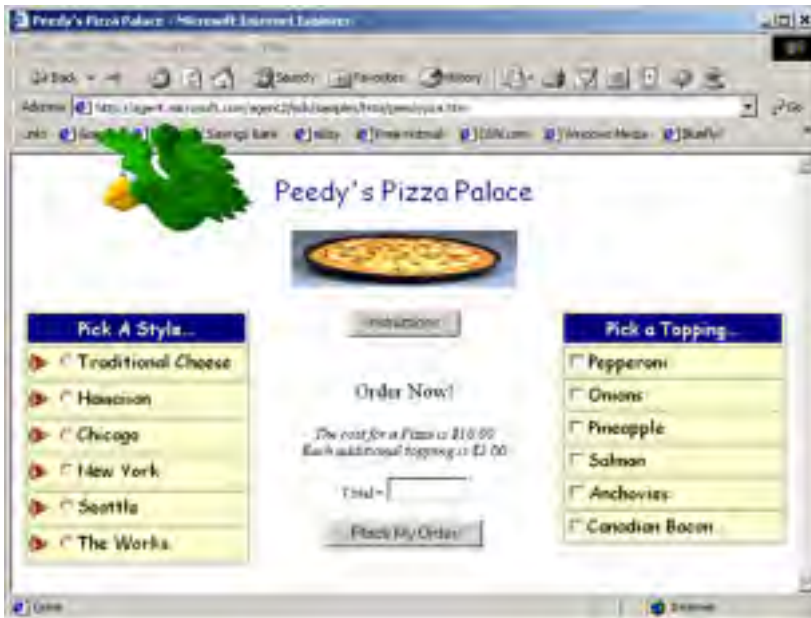 Peedy's Pizza Palace - Microsoft Internet Explorer
Back Search Favorites History
Address
Savings Bank eBay Free Hotmail Windows Media
Peedy's Pizza Palace
Pick A Style...
Traditional Cheese
Hawaiian
Chicago
New York
Seattle
The Works
Instructions
Order Now!
The cost for a Pizza is $10.00
Each additional topping is
Total=
Place My Order
Pick a Topping...
Pepperoni
Onions
Pineapple
Salmon
Anchovies
Canadian Bacon
Done Internet